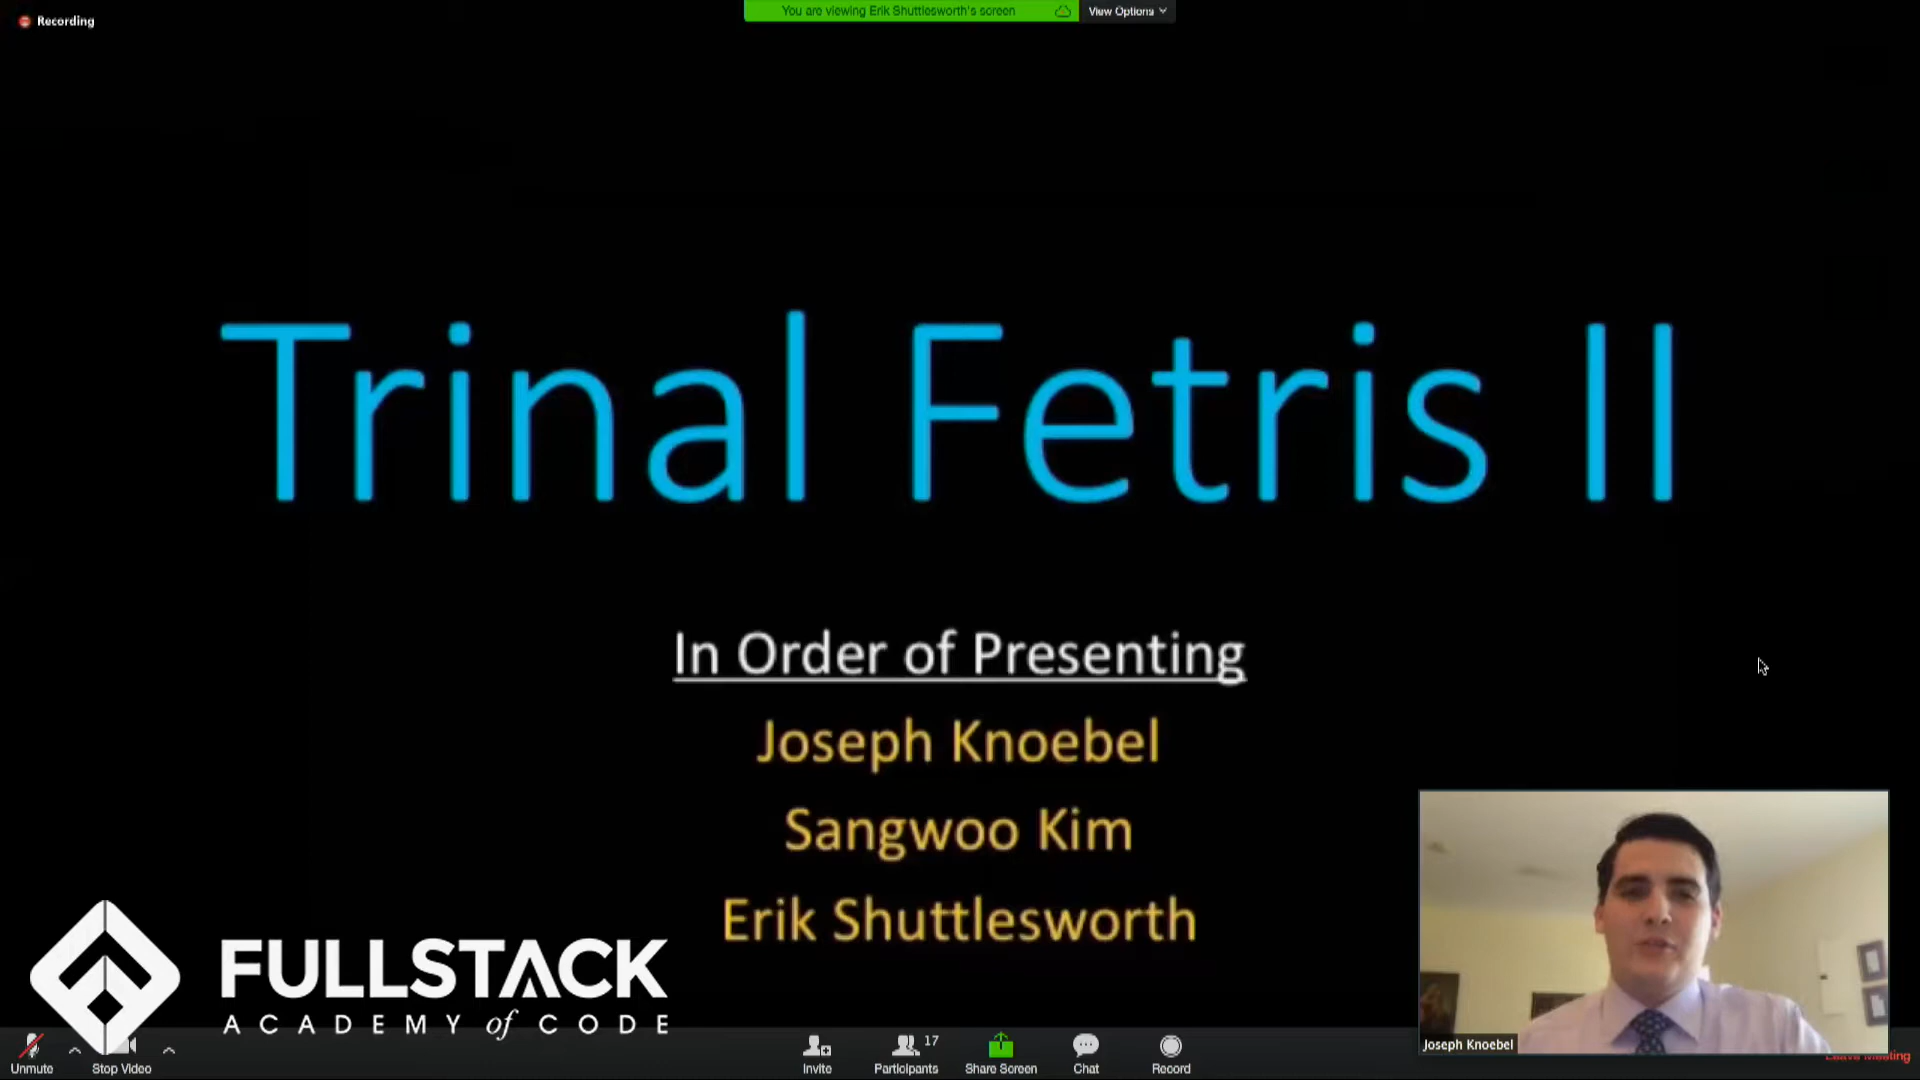 Recording
You are viewing Erik Shuttlesworth's screen
View Options
Trinal Fetris II
In Order of Presenting
Joseph Knoebel
Sangwoo Kim
Erik Shuttlesworth
FULLSTACK
ACADEMY of CODE
Joseph Knoebel
Leave Meeting
Unmute
Stop Video
Invite
Participants
17
Share Screen
Chat
Record